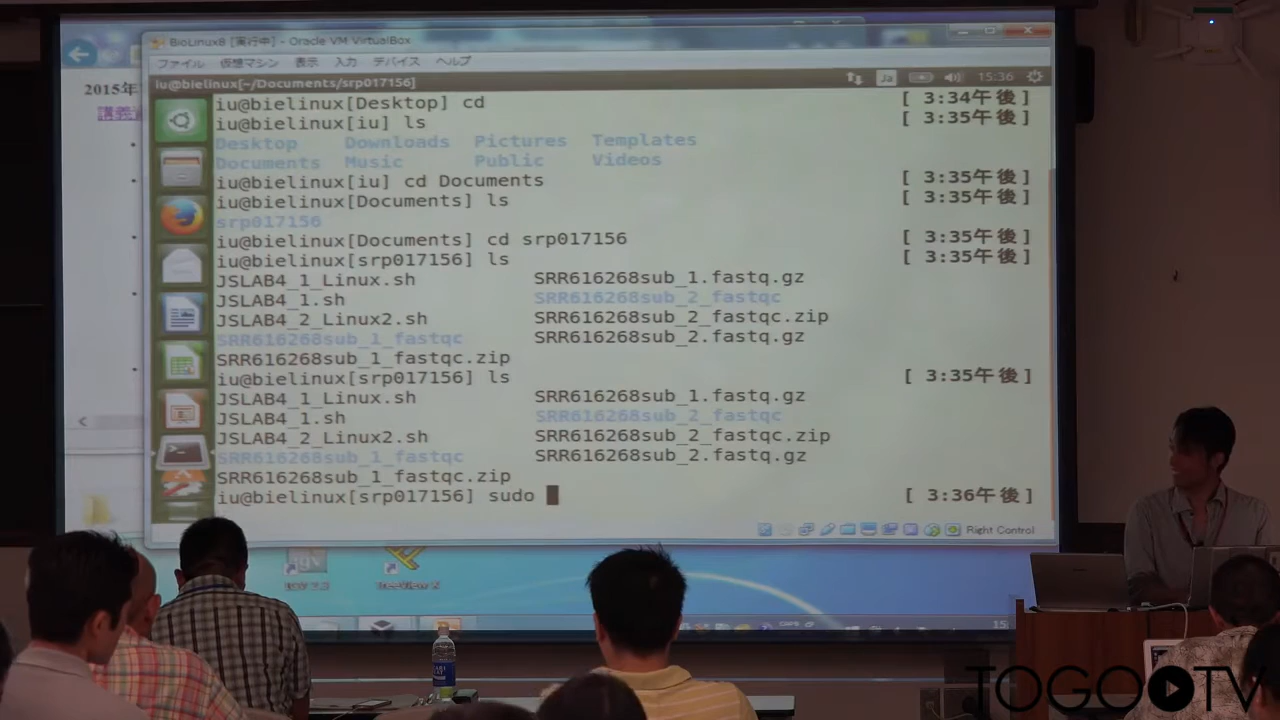 BioLinux8 [実行中] - Oracle VM VirtualBox
ファイル 仮想マシン 表示 入力 デバイス ヘルプ
iu@bielinux[~/Documents/srp017156]
Ja
15:36
2015年
iu@bielinux[Desktop] cd [ 3:34午後]
iu@bielinux[iu] ls [ 3:35午後]
Desktop Downloads Pictures Templates
Documents Music Public Videos
iu@bielinux[iu] cd Documents [ 3:35午後]
iu@bielinux[Documents] ls [ 3:35午後]
srp017156
iu@bielinux[Documents] cd srp017156 [ 3:35午後]
iu@bielinux[srp017156] ls [ 3:35午後]
JSLAB4_1_Linux.sh SRR616268sub_1.fastq.gz
JSLAB4_1.sh SRR616268sub_2_fastqc
JSLAB4_2_Linux2.sh SRR616268sub_2_fastqc.zip
SRR616268sub_1_fastqc SRR616268sub_2.fastq.gz
SRR616268sub_1_fastqc.zip
iu@bielinux[srp017156] ls [ 3:35午後]
JSLAB4_1_Linux.sh SRR616268sub_1.fastq.gz
JSLAB4_1.sh SRR616268sub_2_fastqc
JSLAB4_2_Linux2.sh SRR616268sub_2_fastqc.zip
SRR616268sub_1_fastqc SRR616268sub_2.fastq.gz
SRR616268sub_1_fastqc.zip
iu@bielinux[srp017156] sudo [ 3:36午後]
Right Control
TOGOTV